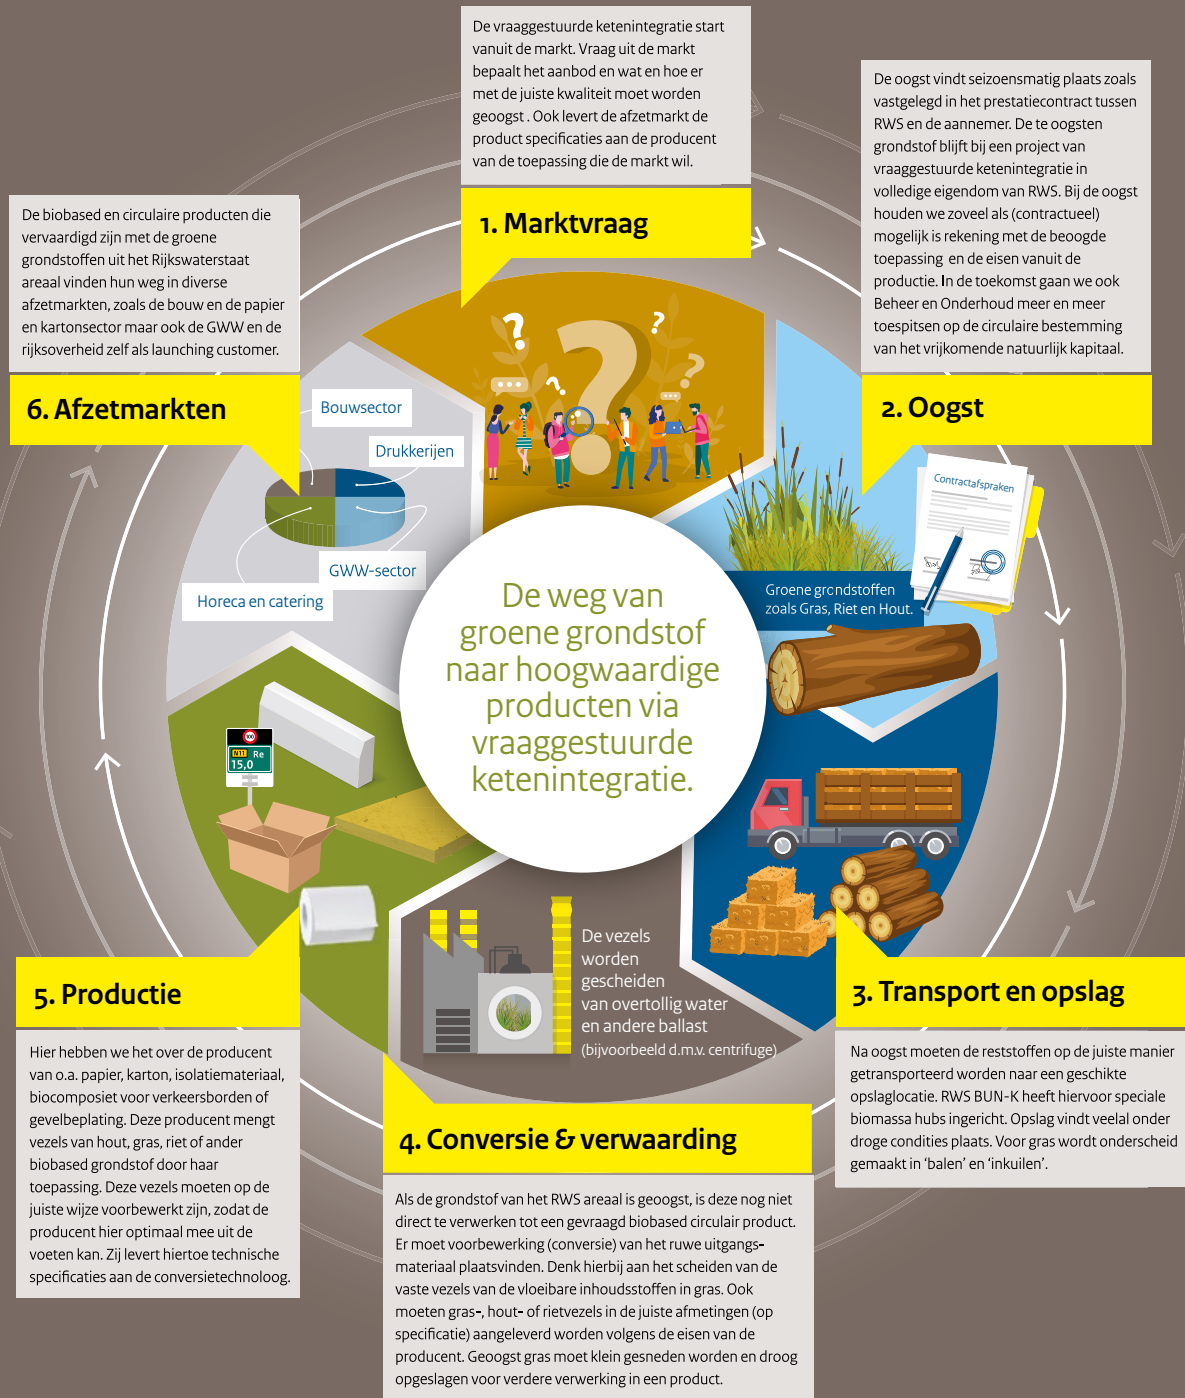 De vraaggestuurde ketenintegratie start
vanuit de markt. Vraag uit de markt
bepaalt het aanbod en wat en hoe er
met de juiste kwaliteit moet worden
geoogst . Ook levert de afzetmarkt de
product specificaties aan de producent
van de toepassing die de markt wil.
1. Marktvraag
De oogst vindt seizoensmatig plaats zoals
vastgelegd in het prestatiecontract tussen
RWS en de aannemer. De te oogsten
grondstof blijft bij een project van
vraaggestuurde ketenintegratie in
volledige eigendom van RWS. Bij de oogst
houden we zoveel als (contractueel)
mogelijk is rekening met de beoogde
toepassing en de eisen vanuit de
productie. In de toekomst gaan we ook
Beheer en Onderhoud meer en meer
toespitsen op de circulaire bestemming
van het vrijkomende natuurlijk kapitaal.
2. Oogst
Contractafspraken
Groene grondstoffen
zoals Gras, Riet en Hout.
3. Transport en opslag
Na oogst moeten de reststoffen op de juiste manier
getransporteerd worden naar een geschikte
opslaglocatie. RWS BUN-K heeft hiervoor speciale
biomassa hubs ingericht. Opslag vindt veelal onder
droge condities plaats. Voor gras wordt onderscheid
gemaakt in ‘balen’ en ‘inkuilen’.
De vezels
worden
gescheiden
van overtollig water
en andere ballast
(bijvoorbeeld d.m.v. centrifuge)
4. Conversie & verwaarding
Als de grondstof van het RWS areaal is geoogst, is deze nog niet
direct te verwerken tot een gevraagd biobased circulair product.
Er moet voorbewerking (conversie) van het ruwe uitgangs-
materiaal plaatsvinden. Denk hierbij aan het scheiden van de
vaste vezels van de vloeibare inhoudsstoffen in gras. Ook
moeten gras-, hout- of rietvezels in de juiste afmetingen (op
specificatie) aangeleverd worden volgens de eisen van de
producent. Geoogst gras moet klein gesneden worden en droog
opgeslagen voor verdere verwerking in een product.
100
N11 Re
15,0
5. Productie
Hier hebben we het over de producent
van o.a. papier, karton, isolatiemateriaal,
biocomposiet voor verkeersborden of
gevelbeplating. Deze producent mengt
vezels van hout, gras, riet of ander
biobased grondstof door haar
toepassing. Deze vezels moeten op de
juiste wijze voorbewerkt zijn, zodat de
producent hier optimaal mee uit de
voeten kan. Zij levert hiertoe technische
specificaties aan de conversietechnoloog.
De biobased en circulaire producten die
vervaardigd zijn met de groene
grondstoffen uit het Rijkswaterstaat
areaal vinden hun weg in diverse
afzetmarkten, zoals de bouw en de papier
en kartonsector maar ook de GWW en de
rijksoverheid zelf als launching customer.
6. Afzetmarkten
Bouwsector
Drukkerijen
GWW-sector
Horeca en catering
De weg van
groene grondstof
naar hoogwaardige
producten via
vraaggestuurde
ketenintegratie.